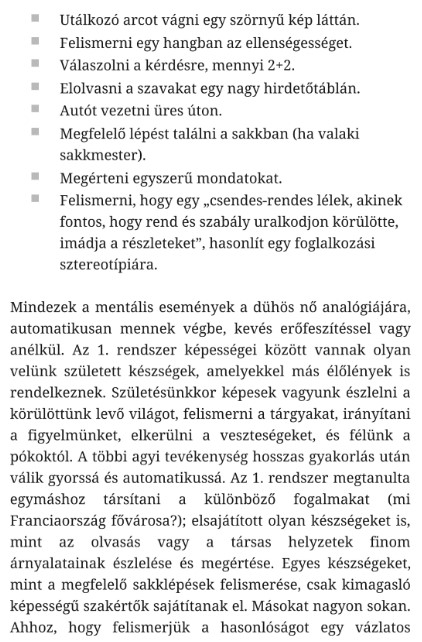 Utálkozó arcot vágni egy szörnyű kép láttán.
Felismerni egy hangban az ellenségességet.
Válaszolni a kérdésre, mennyi 2+2.
Elolvasni a szavakat egy nagy hirdetőtáblán.
Autót vezetni üres úton.
Megfelelő lépést találni a sakkban (ha valaki
sakkmester).
Megérteni egyszerű mondatokat.
Felismerni, hogy egy „csendes-rendes lélek, akinek
fontos, hogy rend és szabály uralkodjon körülötte,
imádja a részleteket”, hasonlít egy foglalkozási
sztereotípiára.
Mindezek a mentális események a dühös nő analógiájára,
automatikusan mennek végbe, kevés erőfeszítéssel vagy
anélkül. Az 1. rendszer képességei között vannak olyan
velünk született készségek, amelyekkel más élőlények is
rendelkeznek. Születésünkkor képesek vagyunk észlelni a
körülöttünk levő világot, felismerni a tárgyakat, irányítani
a figyelmünket, elkerülni a veszteségeket, és félünk a
pókoktól. A többi agyi tevékenység hosszas gyakorlás után
válik gyorssá és automatikussá. Az 1. rendszer megtanulta
egymáshoz társítani a különböző fogalmakat (mi
Franciaország fővárosa?); elsajátított olyan készségeket is,
mint az olvasás vagy a társas helyzetek finom
árnyalatainak észlelése és megértése. Egyes készségeket,
mint a megfelelő sakklépések felismerése, csak kimagasló
képességű szakértők sajátítanak el. Másokat nagyon sokan.
Ahhoz, hogy felismerjük a hasonlóságot egy vázlatos